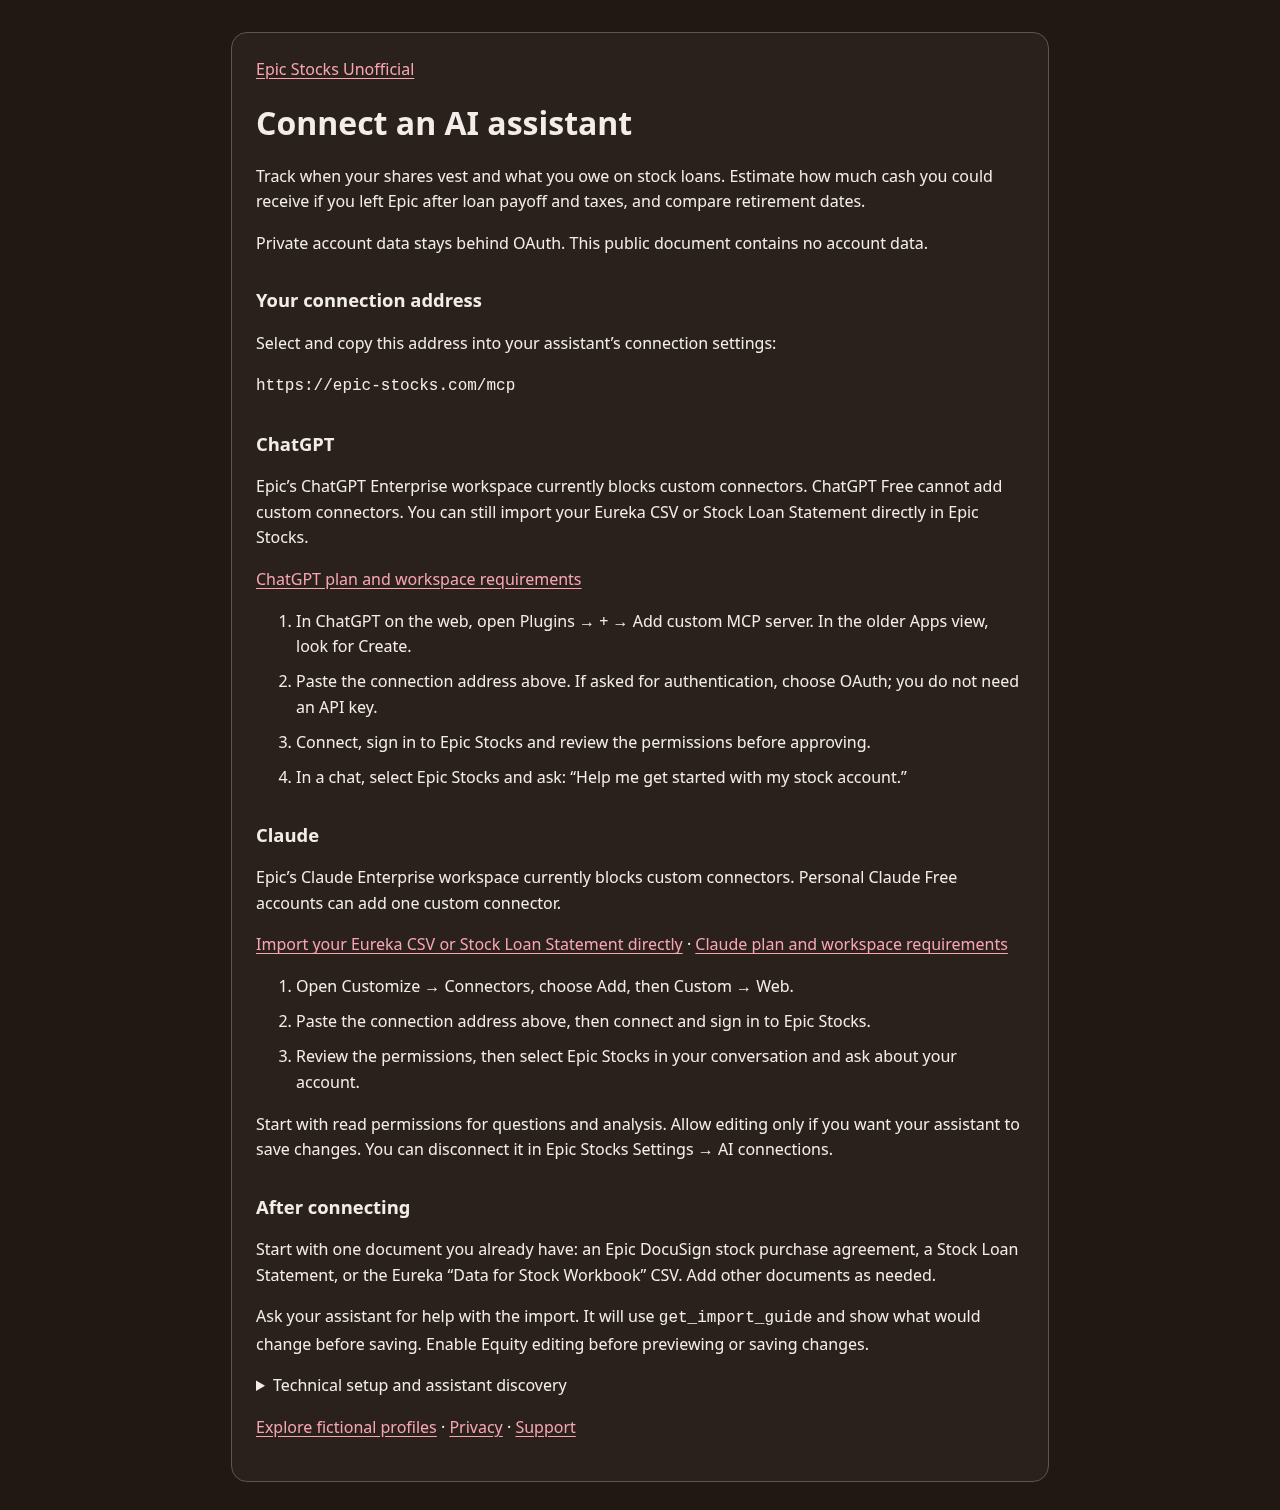 Epic Stocks Unofficial
Connect an AI assistant
Track when your shares vest and what you owe on stock loans. Estimate how much cash you could
receive if you left Epic after loan payoff and taxes, and compare retirement dates.
Private account data stays behind OAuth. This public document contains no account data.
Your connection address
Select and copy this address into your assistant’s connection settings:
https://epic-stocks.com/mcp
ChatGPT
Epic’s ChatGPT Enterprise workspace currently blocks custom connectors. ChatGPT Free cannot add
custom connectors. You can still import your Eureka CSV or Stock Loan Statement directly in Epic
Stocks.
ChatGPT plan and workspace requirements
1. In ChatGPT on the web, open Plugins → + → Add custom MCP server. In the older Apps view,
look for Create.
2. Paste the connection address above. If asked for authentication, choose OAuth; you do not need
an API key.
3. Connect, sign in to Epic Stocks and review the permissions before approving.
4. In a chat, select Epic Stocks and ask: “Help me get started with my stock account.”
Claude
Epic’s Claude Enterprise workspace currently blocks custom connectors. Personal Claude Free
accounts can add one custom connector.
Import your Eureka CSV or Stock Loan Statement directly · Claude plan and workspace requirements
1. Open Customize → Connectors, choose Add, then Custom → Web.
2. Paste the connection address above, then connect and sign in to Epic Stocks.
3. Review the permissions, then select Epic Stocks in your conversation and ask about your
account.
Start with read permissions for questions and analysis. Allow editing only if you want your assistant to
save changes. You can disconnect it in Epic Stocks Settings → AI connections.
After connecting
Start with one document you already have: an Epic DocuSign stock purchase agreement, a Stock Loan
Statement, or the Eureka “Data for Stock Workbook” CSV. Add other documents as needed.
Ask your assistant for help with the import. It will use get_import_guide and show what would
change before saving. Enable Equity editing before previewing or saving changes.
▶ Technical setup and assistant discovery
Explore fictional profiles · Privacy · Support